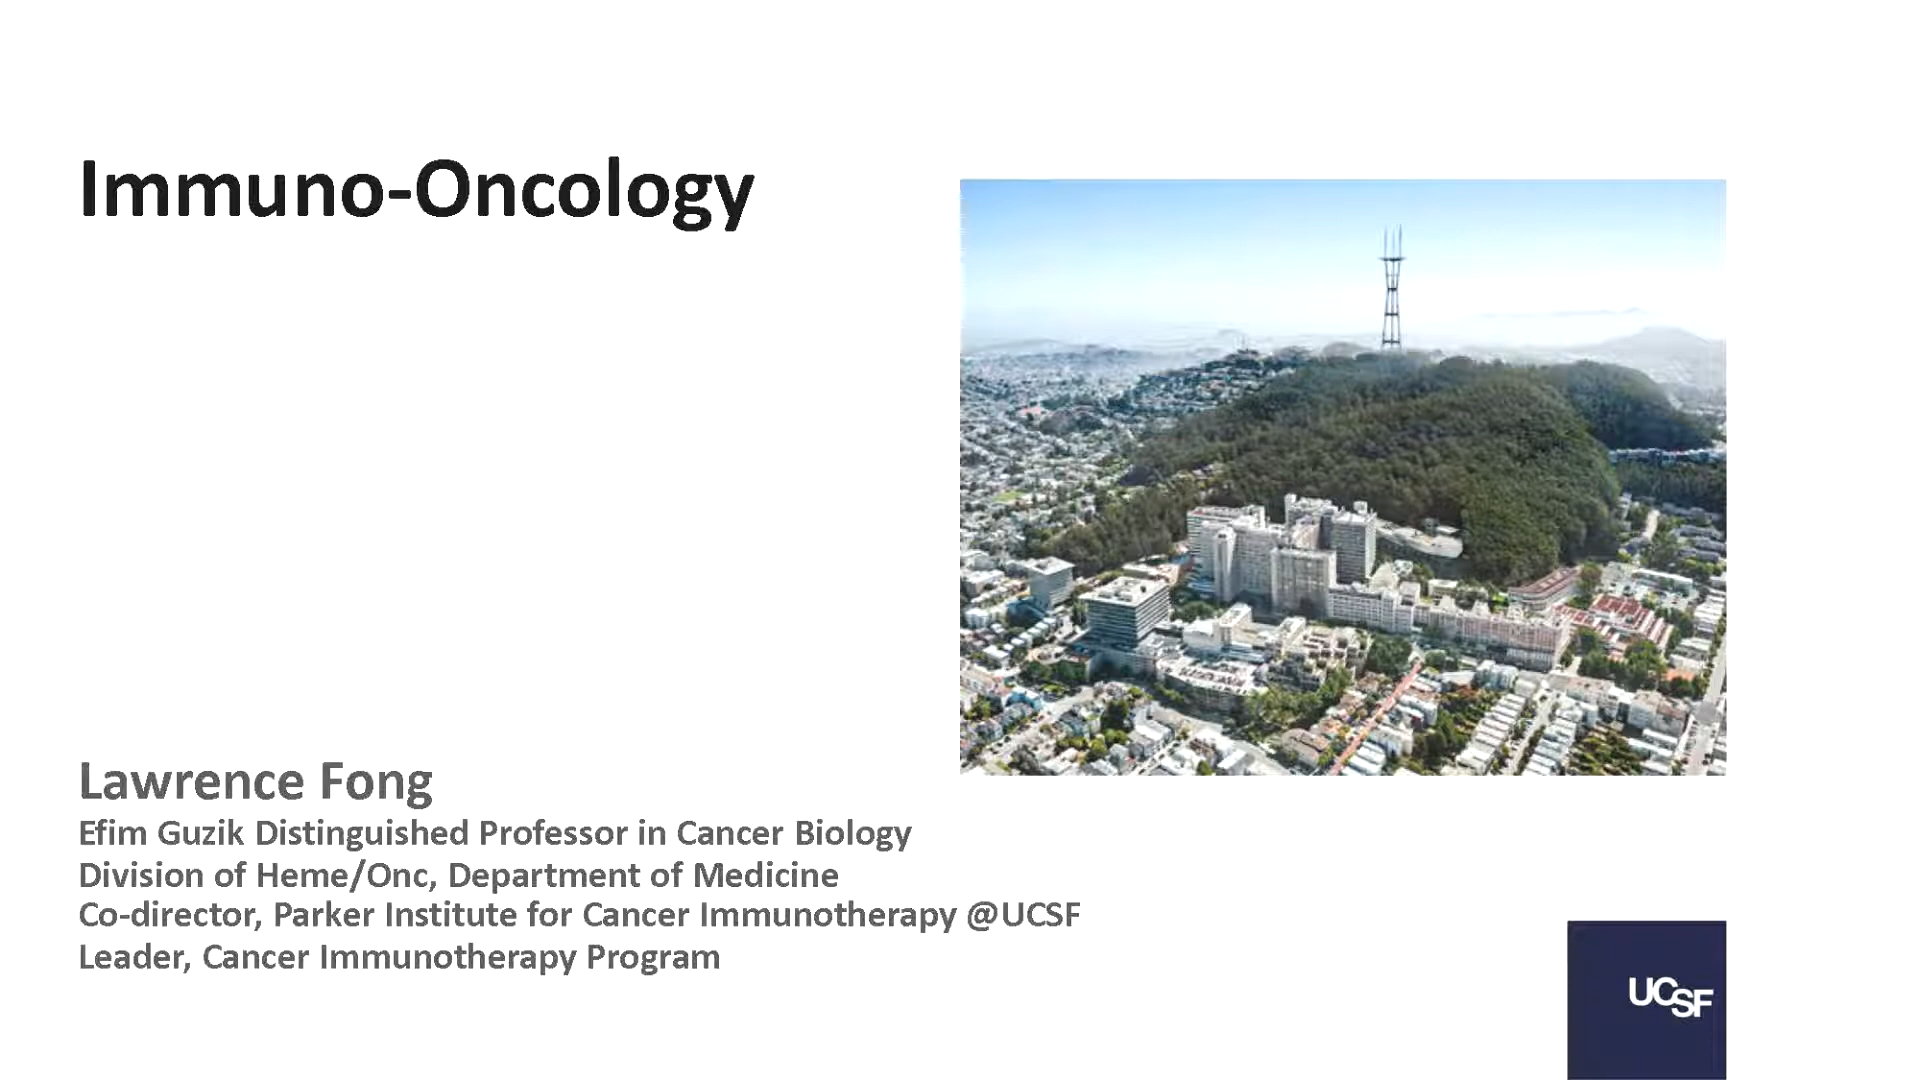 Immuno-Oncology
Lawrence Fong
Efim Guzik Distinguished Professor in Cancer Biology
Division of Heme/Onc, Department of Medicine
Co-director, Parker Institute for Cancer Immunotherapy @UCSF
Leader, Cancer Immunotherapy Program
UCSF